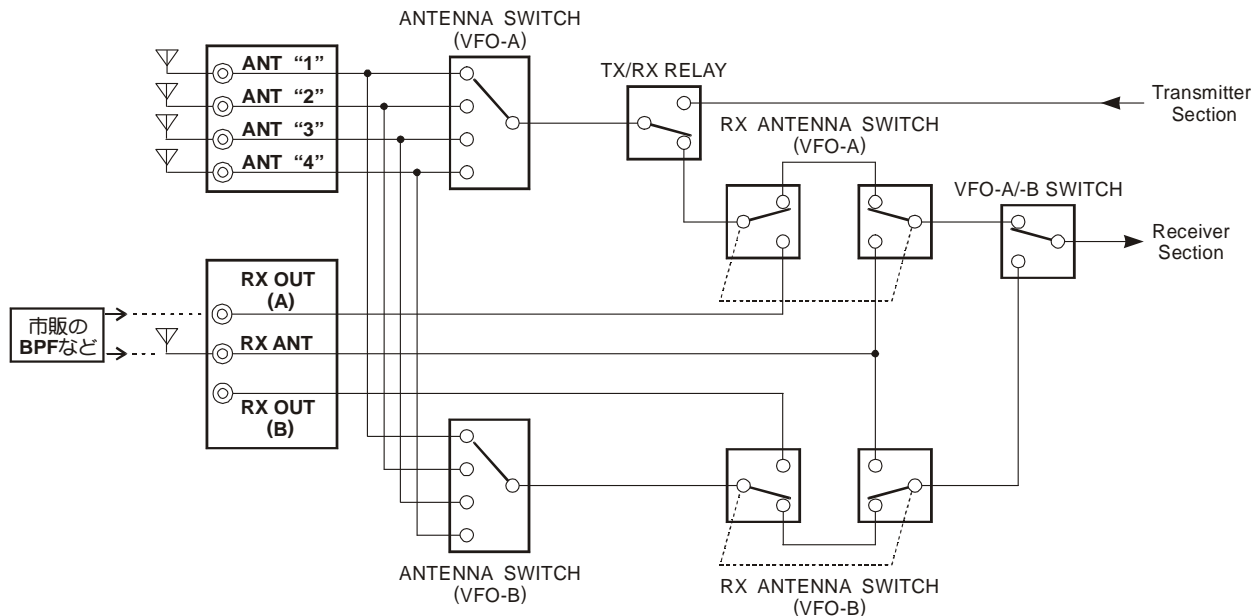 ANTENNA SWITCH
(VFO-A)
ANT “1”
ANT “2”
ANT “3”
ANT “4”
TX/RX RELAY
Transmitter
Section
RX ANTENNA SWITCH
(VFO-A)
VFO-A/-B SWITCH
Receiver
Section
RX OUT
(A)
市販の
BPFなど
RX ANT
RX OUT
(B)
ANTENNA SWITCH
(VFO-B)
RX ANTENNA SWITCH
(VFO-B)